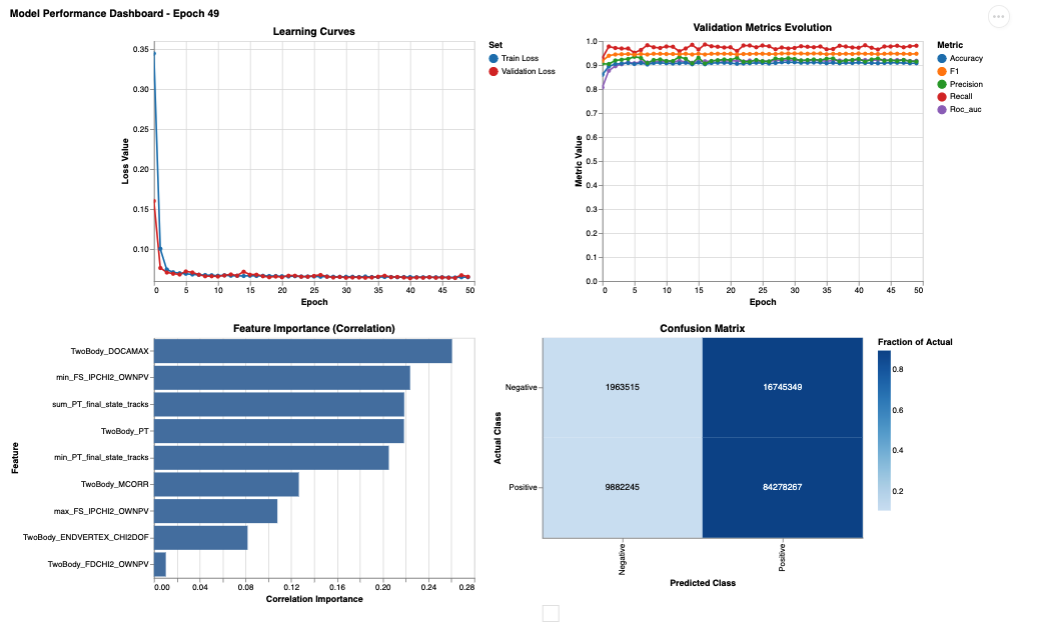 Model Performance Dashboard - Epoch 49
Learning Curves
0.35
0.30
0.25
0.20
0.15
0.10
Loss Value
0 5 10 15 20 25 30 35 40 45 50
Epoch
Set
Train Loss
Validation Loss
Validation Metrics Evolution
1.0
0.9
0.8
0.7
0.6
0.5
0.4
0.3
0.2
0.1
0.0
Metric Value
0 5 10 15 20 25 30 35 40 45 50
Epoch
Metric
Accuracy
F1
Precision
Recall
Roc_auc
Feature Importance (Correlation)
TwoBody_DOCAMAX
min_FS_IPCHI2_OWNPV
sum_PT_final_state_tracks
TwoBody_PT
min_PT_final_state_tracks
TwoBody_MCORR
max_FS_IPCHI2_OWNPV
TwoBody_ENDVERTEX_CHI2DOF
TwoBody_FDCHI2_OWNPV
Feature
0.00 0.04 0.08 0.12 0.16 0.20 0.24 0.28
Correlation Importance
Confusion Matrix
Negative 1963515 16745349
Positive 9882245 84278267
Actual Class
Negative Positive
Predicted Class
Fraction of Actual
0.8
0.6
0.4
0.2